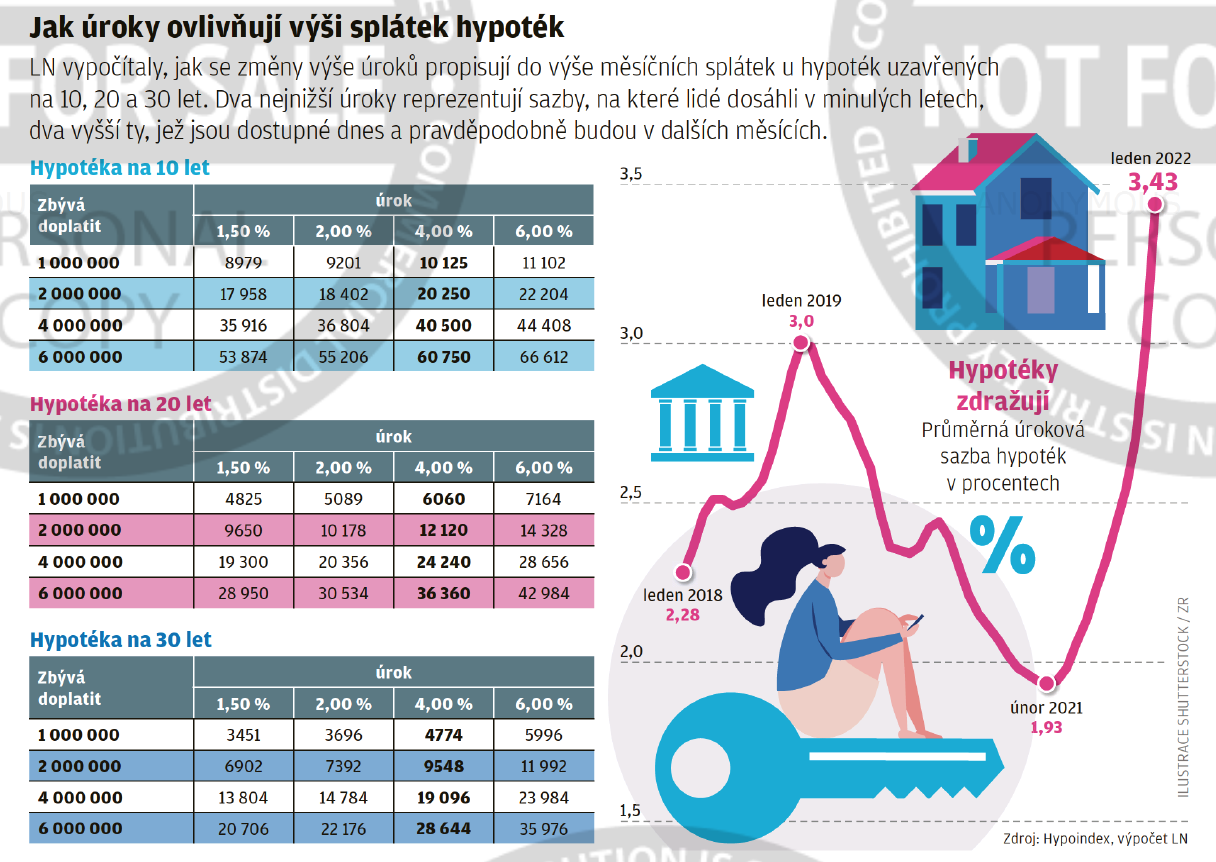 Jak úroky ovlivňují výši splátek hypoték
LN vypočítaly, jak se změny výše úroků propisují do výše měsíčních splátek u hypoték uzavřených
na 10, 20 a 30 let. Dva nejnižší úroky reprezentují sazby, na které lidé dosáhli v minulých letech,
dva vyšší ty, jež jsou dostupné dnes a pravděpodobně budou v dalších měsících.
Hypotéka na 10 let
Zbývá doplatit úrok
1,50 % 2,00 % 4,00 % 6,00 %
1 000 000 8979 9201 10 125 11 102
2 000 000 17 958 18 402 20 250 22 204
4 000 000 35 916 36 804 40 500 44 408
6 000 000 53 874 55 206 60 750 66 612
Hypotéka na 20 let
Zbývá doplatit úrok
1,50 % 2,00 % 4,00 % 6,00 %
1 000 000 4825 5089 6060 7164
2 000 000 9650 10 178 12 120 14 328
4 000 000 19 300 20 356 24 240 28 656
6 000 000 28 950 30 534 36 360 42 984
Hypotéka na 30 let
Zbývá doplatit úrok
1,50 % 2,00 % 4,00 % 6,00 %
1 000 000 3451 3696 4774 5996
2 000 000 6902 7392 9548 11 992
4 000 000 13 804 14 784 19 096 23 984
6 000 000 20 706 22 176 28 644 35 976
3,5
3,0
2,5
2,0
1,5
leden 2018
2,28
leden 2019
3,0
únor 2021
1,93
leden 2022
3,43
Hypotéky
zdražují
Průměrná úroková
sazba hypoték
v procentech
%
ILUSTRACE SHUTTERSTOCK / ZR
Zdroj: Hypoindex, výpočet LN
FOR SALE
NOT FO
PERSONAL
COPY
ANONYMOUS
COMMERCIAL DISTRIBUTION IS
PROHIBITED